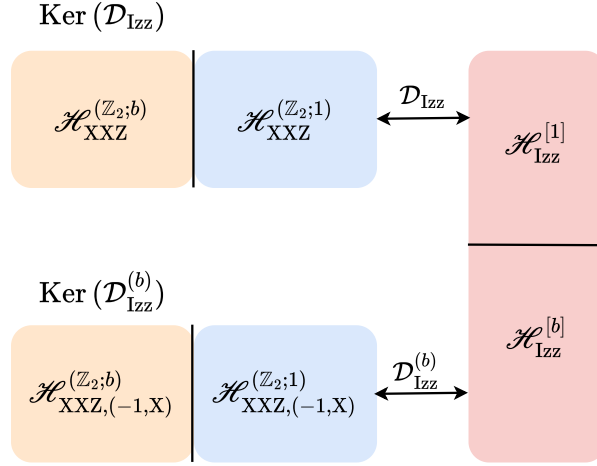 Ker (𝒟_Izz)
ℋ_XXZ^(ℤ₂;b)
ℋ_XXZ^(ℤ₂;1)
𝒟_Izz
ℋ_Izz^[1]
Ker (𝒟_Izz^(b))
ℋ_XXZ,(−1,X)^(ℤ₂;b)
ℋ_XXZ,(−1,X)^(ℤ₂;1)
𝒟_Izz^(b)
ℋ_Izz^[b]